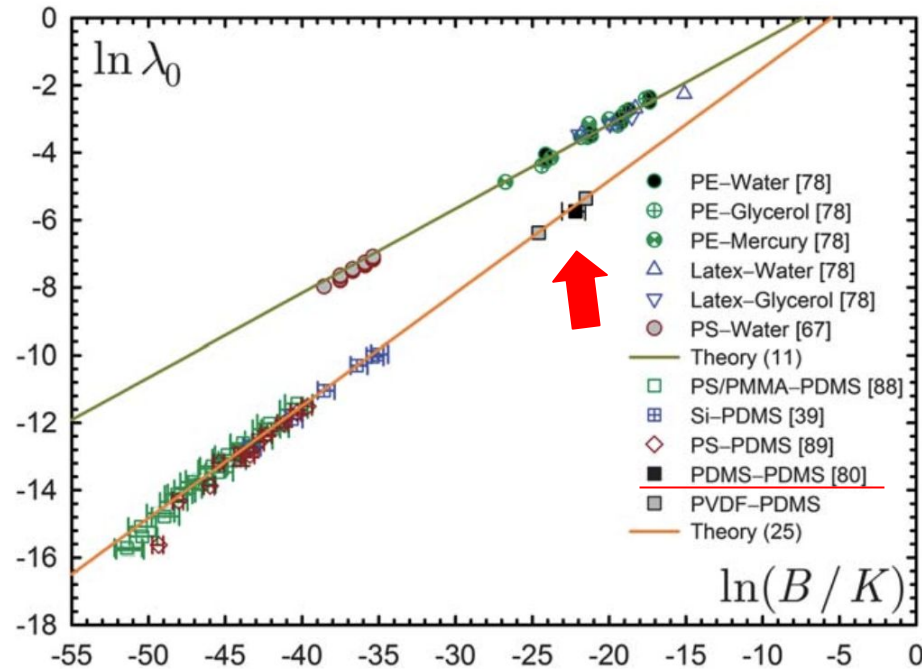 0
-2
-4
-6
-8
-10
-12
-14
-16
-18
ln λ₀
PE–Water [78]
PE–Glycerol [78]
PE–Mercury [78]
Latex–Water [78]
Latex–Glycerol [78]
PS–Water [67]
Theory (11)
PS/PMMA–PDMS [88]
Si–PDMS [39]
PS–PDMS [89]
PDMS–PDMS [80]
PVDF–PDMS
Theory (25)
ln(B / K)
-55 -50 -45 -40 -35 -30 -25 -20 -15 -10 -5 0